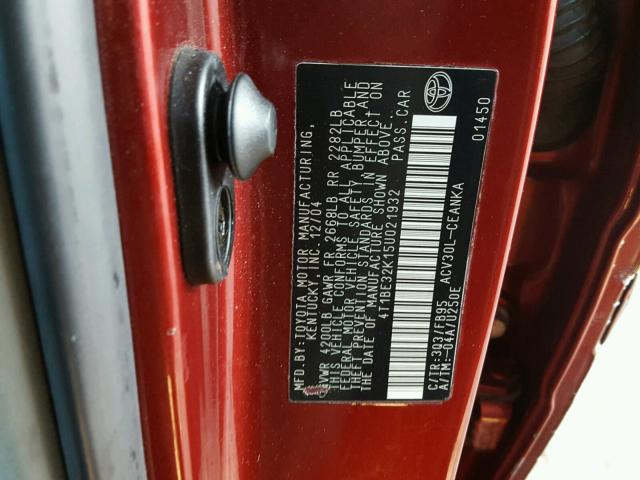 MFD.BY:TOYOTA MOTOR MANUFACTURING,
KENTUCKY, INC. 12/04
GVWR 4200LB GAWR FR 2668LB RR 2282LB
THIS VEHICLE CONFORMS TO ALL APPLICABLE
FEDERAL MOTOR VEHICLE SAFETY, BUMPER AND
THEFT PREVENTION STANDARDS IN EFFECT ON
THE DATE OF MANUFACTURE SHOWN ABOVE.
4T1BE32K15U021932 PASS.CAR
C/TR:3Q3/FB95 ACV30L-CEANKA 01450
A/TM:-04A/U250E